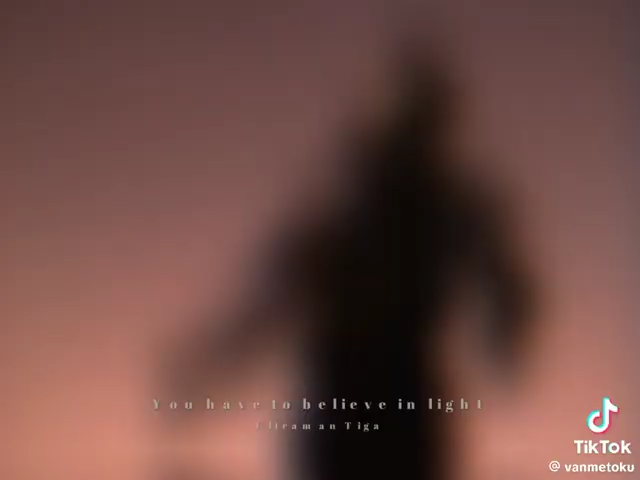 You have to believe in light
Ultraman Tiga
TikTok
@ vanmetoku